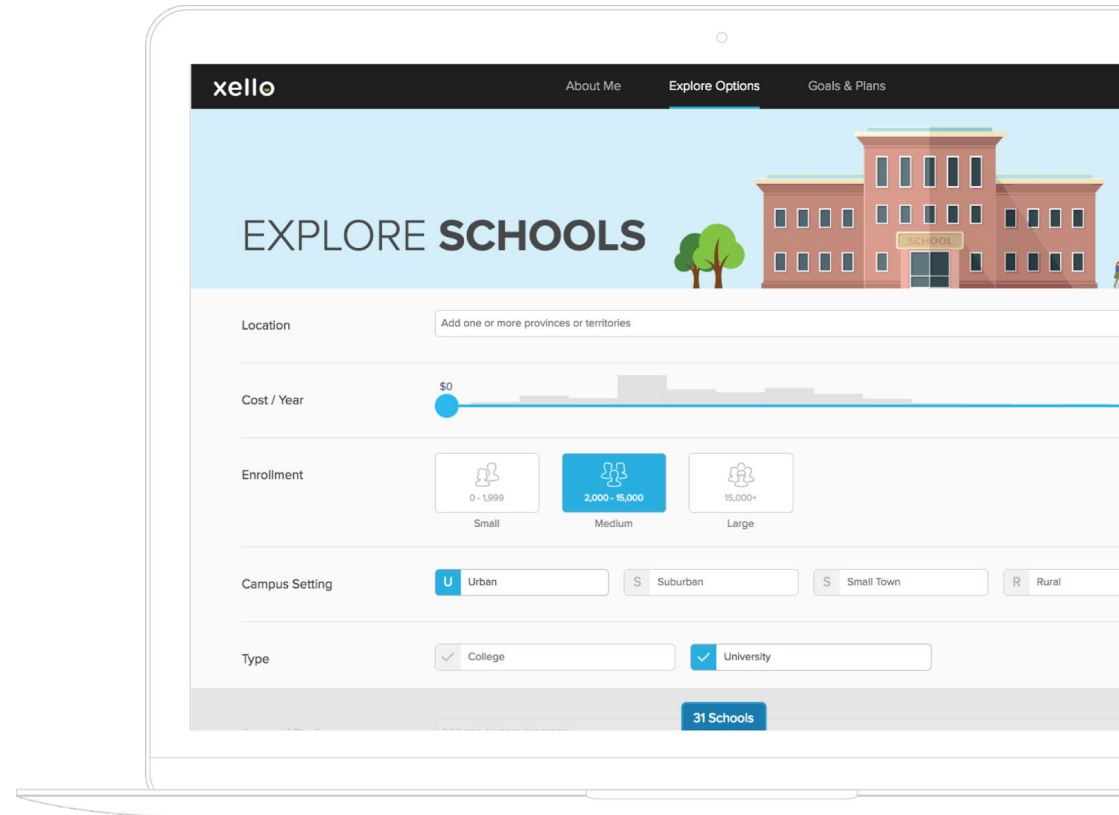 xello
About Me
Explore Options
Goals & Plans
EXPLORE SCHOOLS
SCHOOL
Location
Add one or more provinces or territories
Cost / Year
$0
Enrollment
0 - 1,999
2,000 - 15,000
15,000+
Small
Medium
Large
Campus Setting
U Urban
S Suburban
S Small Town
R Rural
Type
College
University
31 Schools